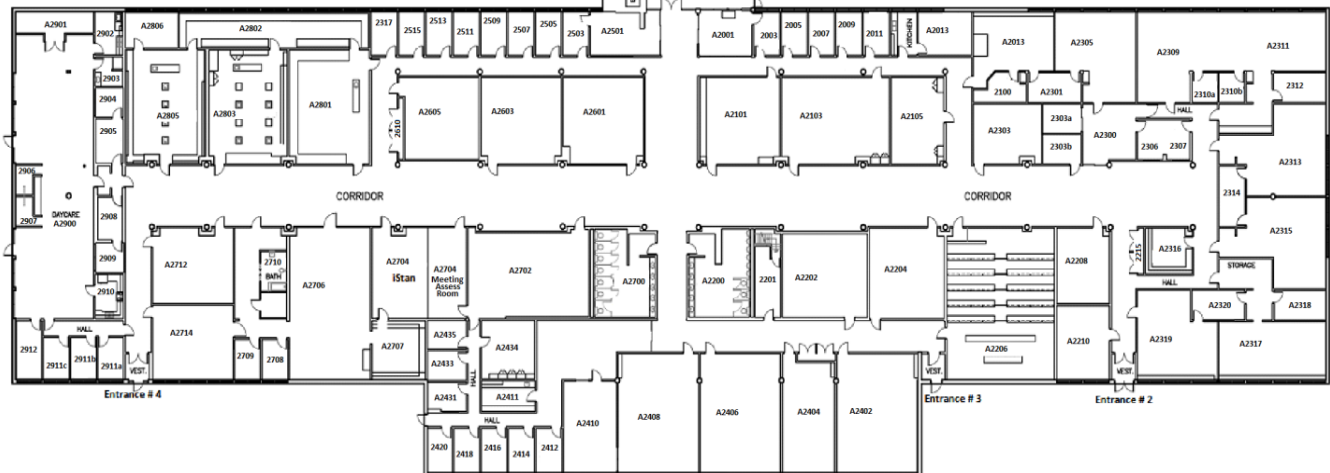 A2901
2902
A2806
A2802
2317
2515
2513
2511
2509
2507
2505
2503
A2501
A2001
2003
2005
2007
2009
2011
KITCHEN
A2013
A2013
A2305
A2309
A2311
2903
2904
2905
A2805
A2803
A2801
2610
A2605
A2603
A2601
A2101
A2103
A2105
2100
A2301
2310a
2310b
2312
HALL
A2303
2303a
2303b
A2300
2306
2307
A2313
2906
2907
DAYCARE
A2900
2908
2909
2910
CORRIDOR
CORRIDOR
2314
A2315
A2712
2710
BATH
A2706
A2704
iStan
A2704
Meeting
Assess
Room
A2702
A2700
A2200
2201
A2202
A2204
A2208
2215
A2316
STORAGE
HALL
A2714
2709
2708
A2707
A2435
A2433
A2431
HALL
A2434
A2411
A2206
A2210
A2319
A2320
A2318
A2317
HALL
2912
2911c
2911b
2911a
VEST.
VEST.
VEST.
Entrance # 4
Entrance # 3
Entrance # 2
HALL
2420
2418
2416
2414
2412
A2410
A2408
A2406
A2404
A2402